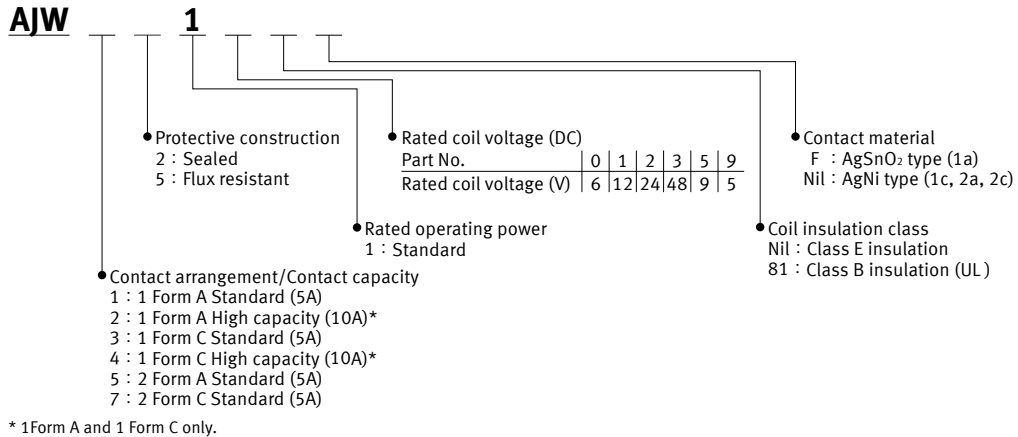 AJW 1
Protective construction
2 : Sealed
5 : Flux resistant
Rated coil voltage (DC)
Part No. 0 1 2 3 5 9
Rated coil voltage (V) 6 12 24 48 9 5
Contact material
F : AgSnO₂ type (1a)
Nil : AgNi type (1c, 2a, 2c)
Rated operating power
1 : Standard
Coil insulation class
Nil : Class E insulation
81 : Class B insulation (UL)
Contact arrangement/Contact capacity
1 : 1 Form A Standard (5A)
2 : 1 Form A High capacity (10A)*
3 : 1 Form C Standard (5A)
4 : 1 Form C High capacity (10A)*
5 : 2 Form A Standard (5A)
7 : 2 Form C Standard (5A)
* 1Form A and 1 Form C only.